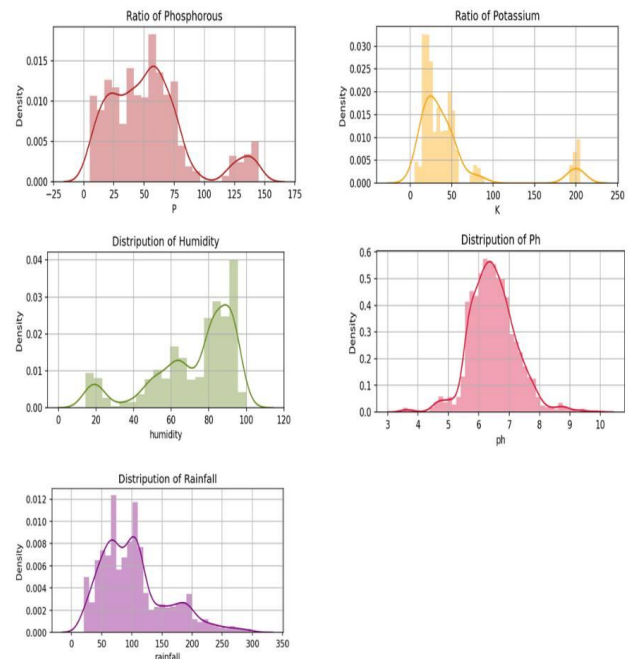 Ratio of Phosphorous
Density
0.015
0.010
0.005
0.000
−25 0 25 50 75 100 125 150 175
P
Ratio of Potassium
Density
0.030
0.025
0.020
0.015
0.010
0.005
0.000
0 50 100 150 200 250
K
Distripution of Humidity
Density
0.04
0.03
0.02
0.01
0.00
0 20 40 60 80 100 120
humidity
Distripution of Ph
Density
0.6
0.5
0.4
0.3
0.2
0.1
0.0
3 4 5 6 7 8 9 10
ph
Distripution of Rainfall
Density
0.012
0.010
0.008
0.006
0.004
0.002
0.000
0 50 100 150 200 250 300 350
rainfall